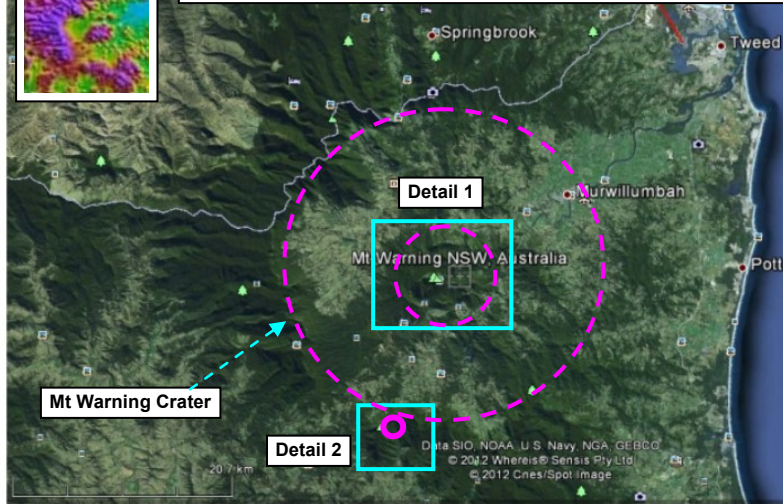 Springbrook
Tweed
Murwillumbah
Detail 1
Mt Warning NSW, Australia
Pott
Mt Warning Crater
Detail 2
Data SIO, NOAA, U.S. Navy, NGA, GEBCO
© 2012 Whereis® Sensis Pty Ltd
© 2012 Cnes/Spot Image
20.7 km